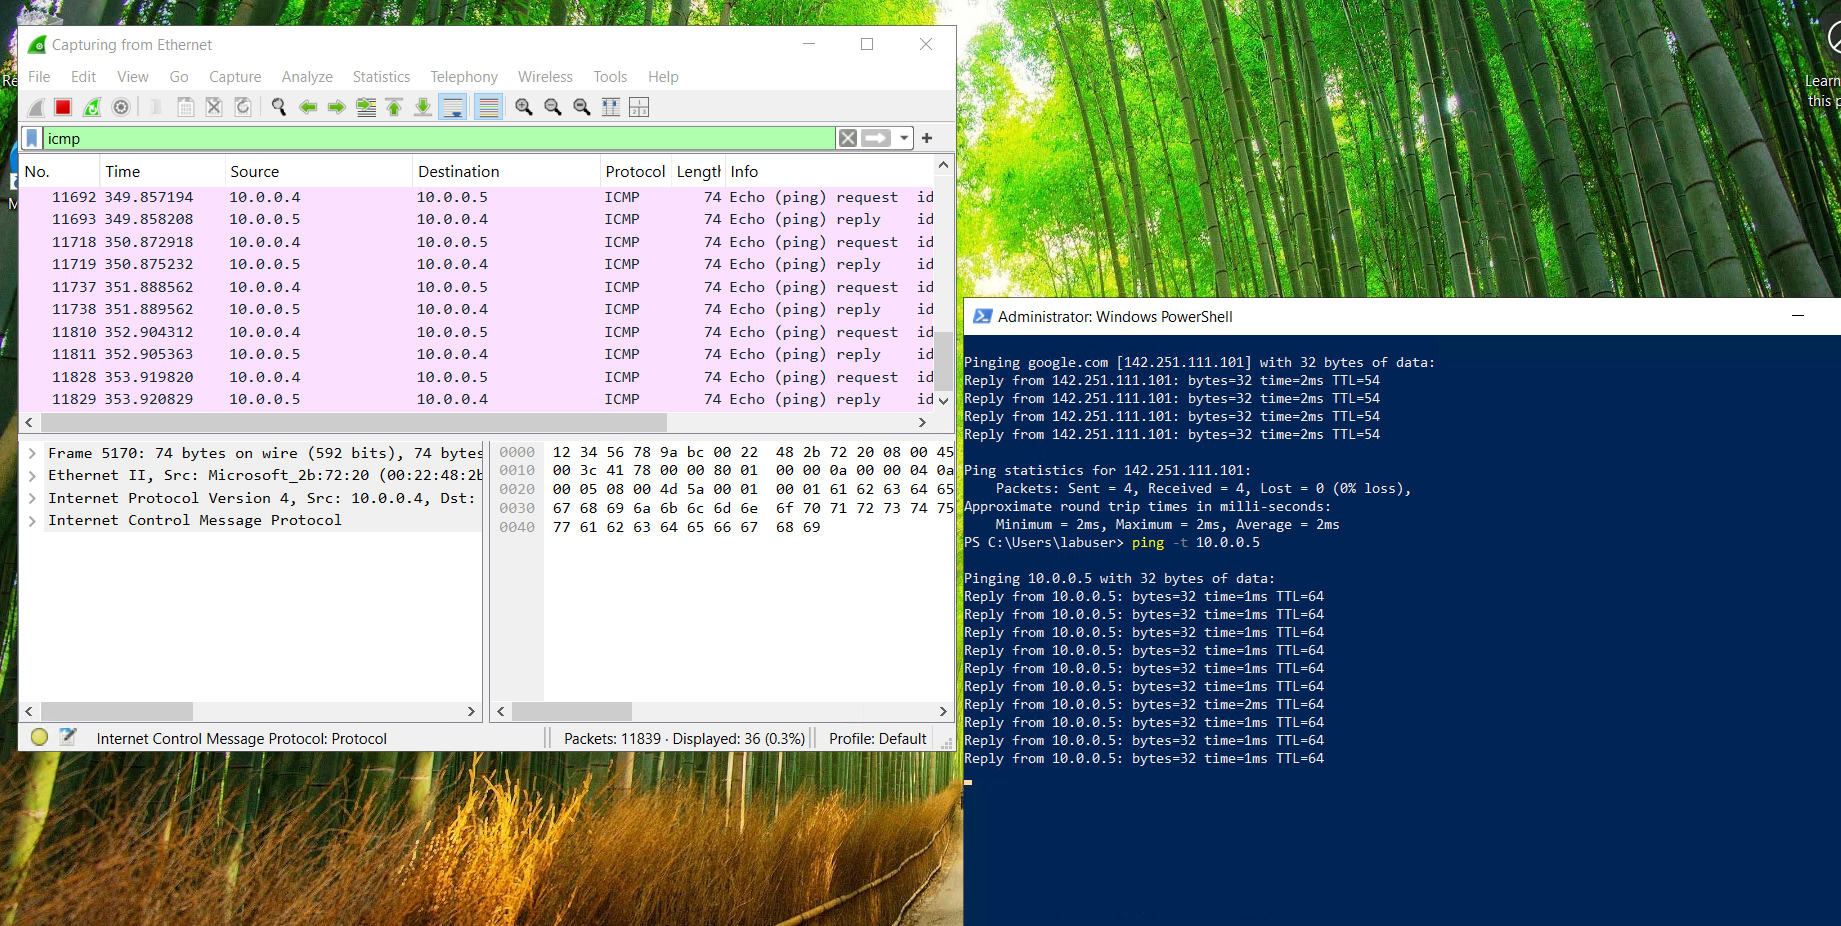 Capturing from Ethernet
File Edit View Go Capture Analyze Statistics Telephony Wireless Tools Help
icmp
No. Time Source Destination Protocol Lengt Info
11692 349.857194 10.0.0.4 10.0.0.5 ICMP 74 Echo (ping) request id
11693 349.858208 10.0.0.5 10.0.0.4 ICMP 74 Echo (ping) reply id
11718 350.872918 10.0.0.4 10.0.0.5 ICMP 74 Echo (ping) request id
11719 350.875232 10.0.0.5 10.0.0.4 ICMP 74 Echo (ping) reply id
11737 351.888562 10.0.0.4 10.0.0.5 ICMP 74 Echo (ping) request id
11738 351.889562 10.0.0.5 10.0.0.4 ICMP 74 Echo (ping) reply id
11810 352.904312 10.0.0.4 10.0.0.5 ICMP 74 Echo (ping) request id
11811 352.905363 10.0.0.5 10.0.0.4 ICMP 74 Echo (ping) reply id
11828 353.919820 10.0.0.4 10.0.0.5 ICMP 74 Echo (ping) request id
11829 353.920829 10.0.0.5 10.0.0.4 ICMP 74 Echo (ping) reply id
Frame 5170: 74 bytes on wire (592 bits), 74 bytes
Ethernet II, Src: Microsoft_2b:72:20 (00:22:48:2b
Internet Protocol Version 4, Src: 10.0.0.4, Dst:
Internet Control Message Protocol
0000 12 34 56 78 9a bc 00 22 48 2b 72 20 08 00 45
0010 00 3c 41 78 00 00 80 01 00 00 0a 00 00 04 0a
0020 00 05 08 00 4d 5a 00 01 00 01 61 62 63 64 65
0030 67 68 69 6a 6b 6c 6d 6e 6f 70 71 72 73 74 75
0040 77 61 62 63 64 65 66 67 68 69
Internet Control Message Protocol: Protocol
Packets: 11839 · Displayed: 36 (0.3%)
Profile: Default
Learn
this p
Administrator: Windows PowerShell
Pinging google.com [142.251.111.101] with 32 bytes of data:
Reply from 142.251.111.101: bytes=32 time=2ms TTL=54
Reply from 142.251.111.101: bytes=32 time=2ms TTL=54
Reply from 142.251.111.101: bytes=32 time=2ms TTL=54
Reply from 142.251.111.101: bytes=32 time=2ms TTL=54
Ping statistics for 142.251.111.101:
Packets: Sent = 4, Received = 4, Lost = 0 (0% loss),
Approximate round trip times in milli-seconds:
Minimum = 2ms, Maximum = 2ms, Average = 2ms
PS C:\Users\labuser> ping -t 10.0.0.5
Pinging 10.0.0.5 with 32 bytes of data:
Reply from 10.0.0.5: bytes=32 time=1ms TTL=64
Reply from 10.0.0.5: bytes=32 time=1ms TTL=64
Reply from 10.0.0.5: bytes=32 time=1ms TTL=64
Reply from 10.0.0.5: bytes=32 time=1ms TTL=64
Reply from 10.0.0.5: bytes=32 time=1ms TTL=64
Reply from 10.0.0.5: bytes=32 time=1ms TTL=64
Reply from 10.0.0.5: bytes=32 time=2ms TTL=64
Reply from 10.0.0.5: bytes=32 time=1ms TTL=64
Reply from 10.0.0.5: bytes=32 time=1ms TTL=64
Reply from 10.0.0.5: bytes=32 time=1ms TTL=64